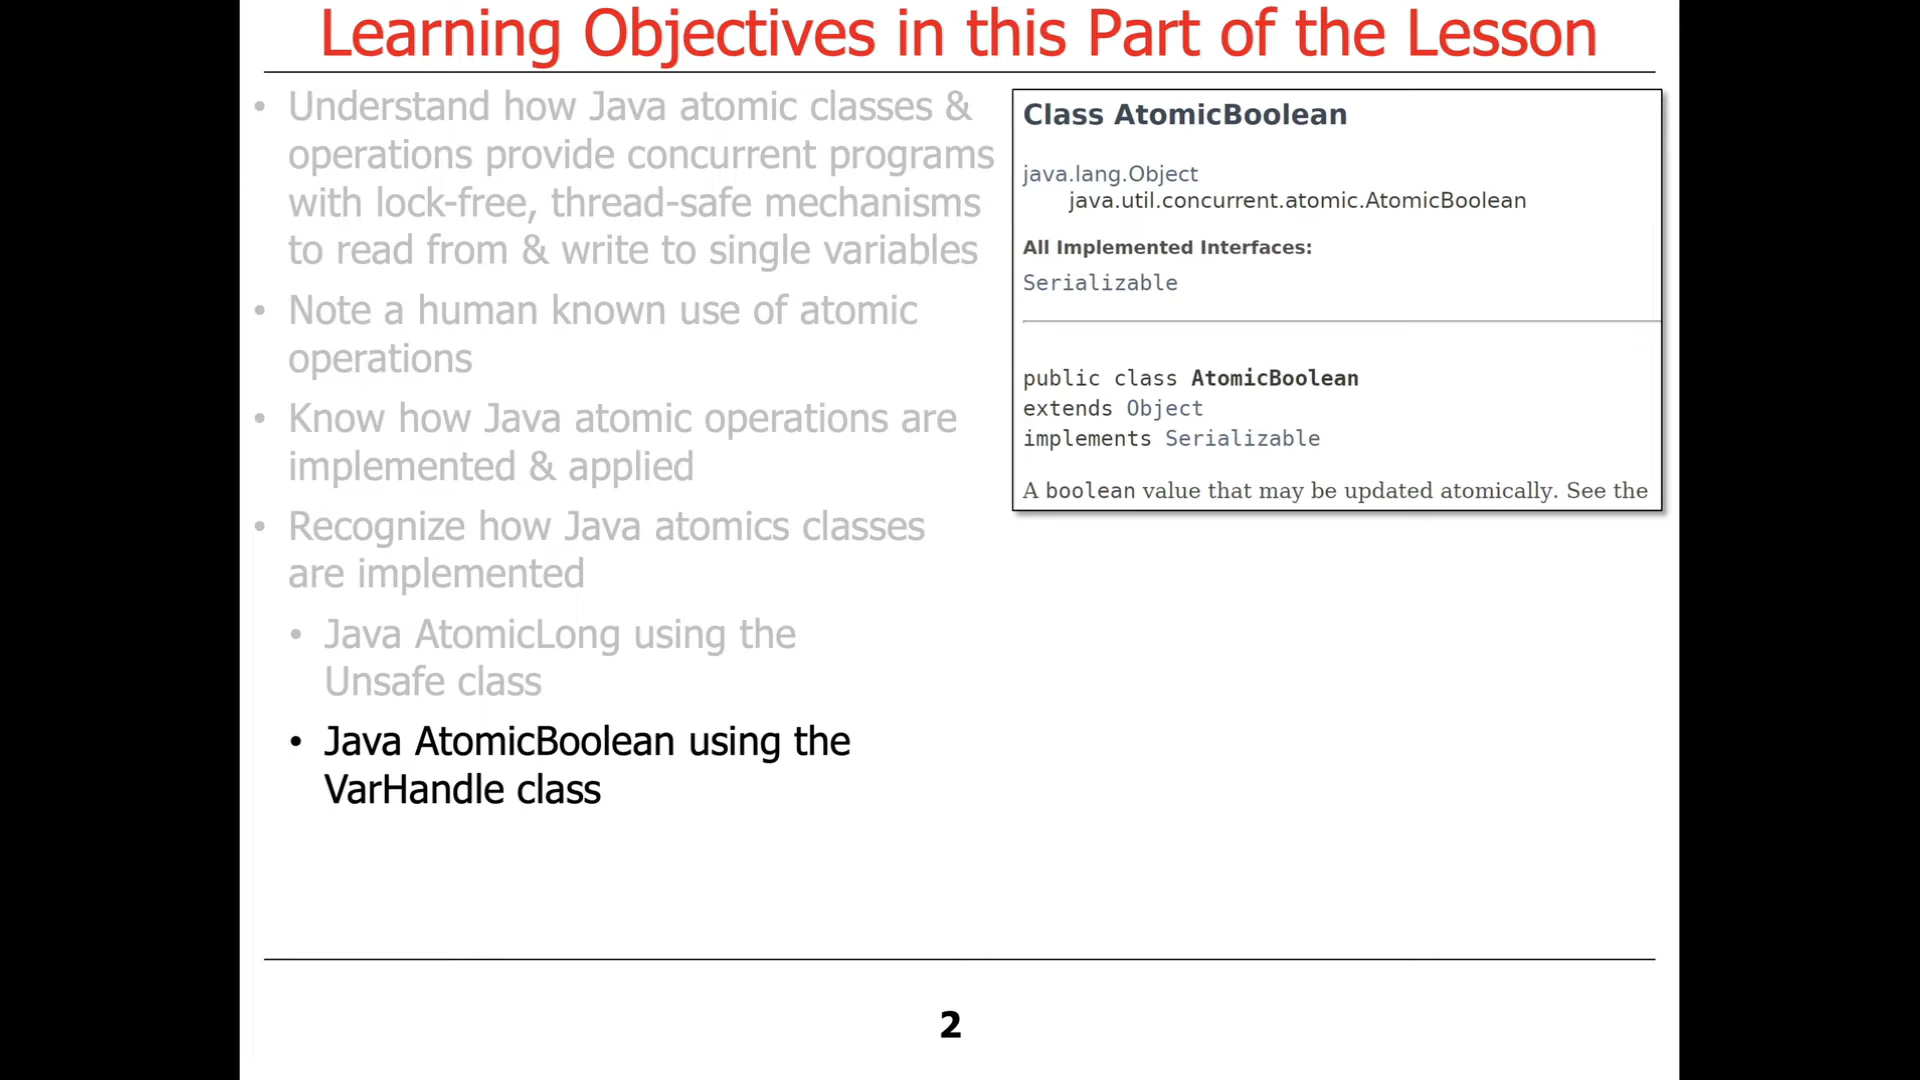 Learning Objectives in this Part of the Lesson
• Understand how Java atomic classes &
operations provide concurrent programs
with lock-free, thread-safe mechanisms
to read from & write to single variables
• Note a human known use of atomic
operations
• Know how Java atomic operations are
implemented & applied
• Recognize how Java atomics classes
are implemented
• Java AtomicLong using the
Unsafe class
• Java AtomicBoolean using the
VarHandle class
Class AtomicBoolean
java.lang.Object
java.util.concurrent.atomic.AtomicBoolean
All Implemented Interfaces:
Serializable
public class AtomicBoolean
extends Object
implements Serializable
A boolean value that may be updated atomically. See the
2